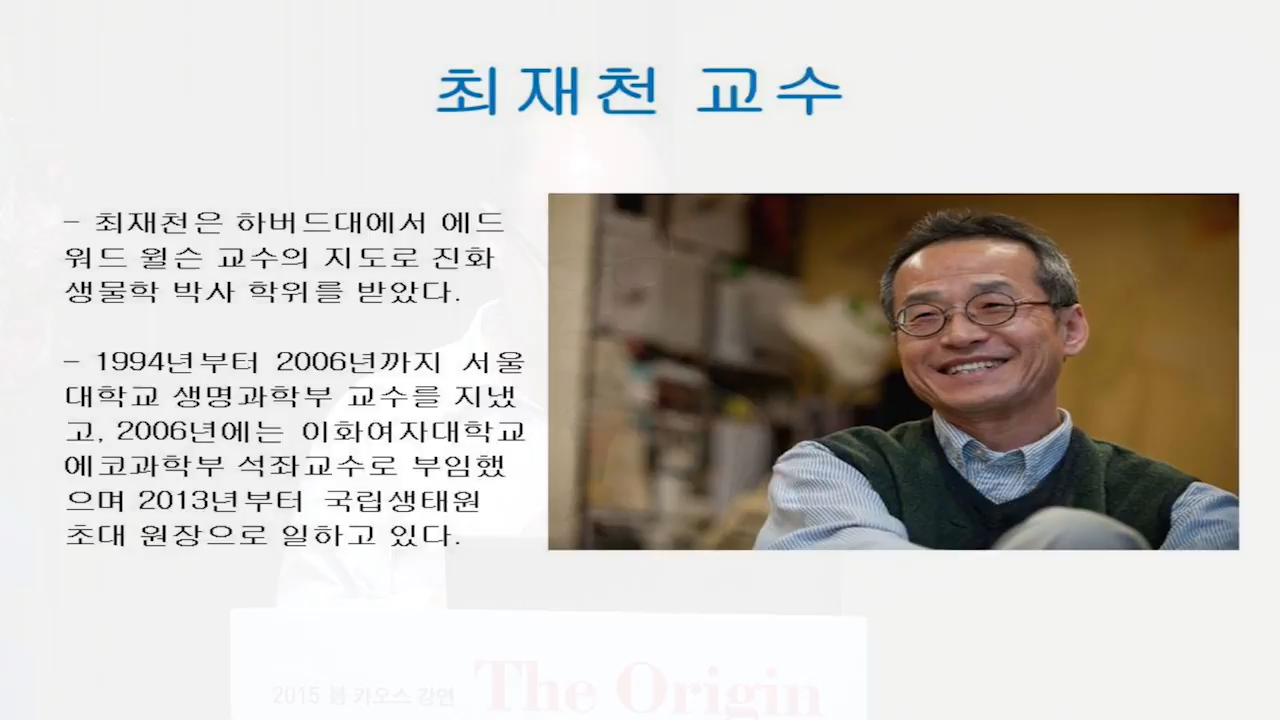 최재천 교수
- 최재천은 하버드대에서 에드
워드 윌슨 교수의 지도로 진화
생물학 박사 학위를 받았다.
- 1994년부터 2006년까지 서울
대학교 생명과학부 교수를 지냈
고, 2006년에는 이화여자대학교
에코과학부 석좌교수로 부임했
으며 2013년부터 국립생태원
초대 원장으로 일하고 있다.
2015 봄 카오스 강연 The Origin